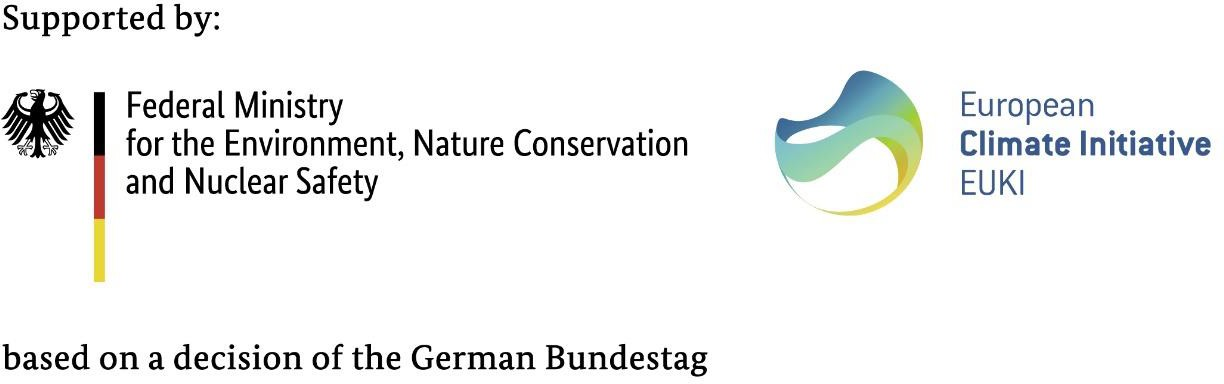 Supported by:
Federal Ministry
for the Environment, Nature Conservation
and Nuclear Safety
European
Climate Initiative
EUKI
based on a decision of the German Bundestag